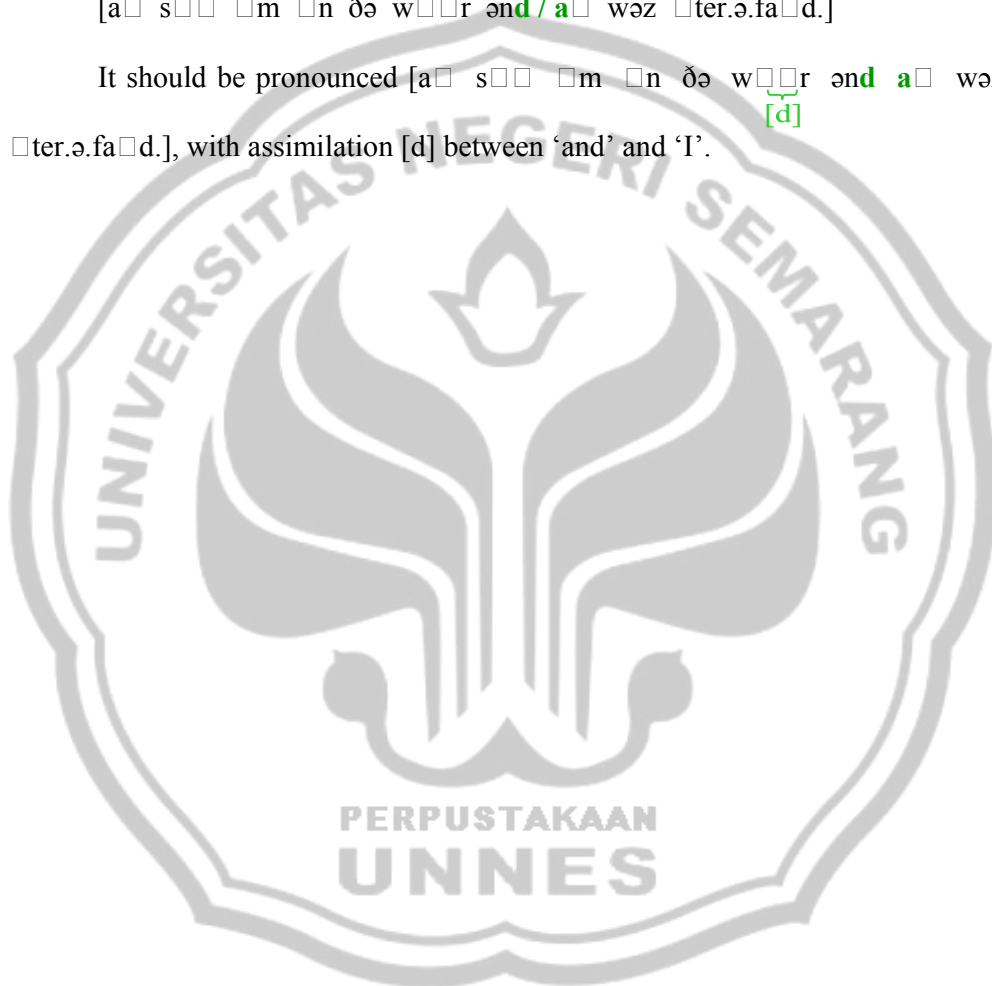 [a□ s□□ □m □n ðə w□□r ənd / a□ wəz □ter.ə.fa□d.]
It should be pronounced [a□ s□□ □m □n ðə w□□r ənd a□ wə
[d]
□ter.ə.fa□d.], with assimilation [d] between ‘and’ and ‘I’.
UNIVERSITAS NEGERI SEMARANG
PERPUSTAKAAN
UNNES